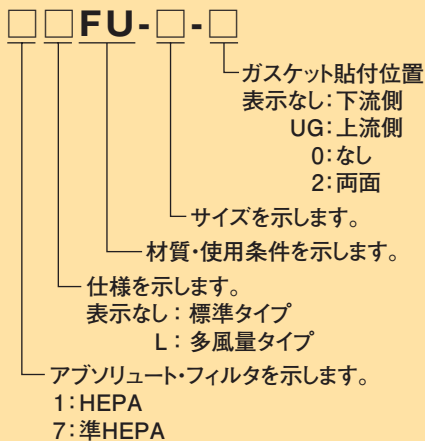 □□FU-□-□
ガスケット貼付位置
表示なし：下流側
UG：上流側
0：なし
2：両面
サイズを示します。
材質・使用条件を示します。
仕様を示します。
表示なし：標準タイプ
L：多風量タイプ
アブソリュート・フィルタを示します。
1：HEPA
7：準HEPA